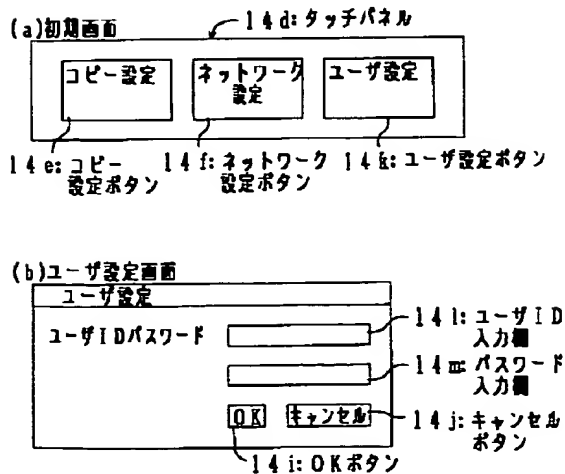 (a)初期画面
14d:タッチパネル
コピー設定
ネットワーク
設定
ユーザ設定
14e:コピー
設定ボタン
14f:ネットワーク
設定ボタン
14g:ユーザ設定ボタン
(b)ユーザ設定画面
ユーザ設定
ユーザIDパスワード
14l:ユーザID
入力欄
14m:パスワード
入力欄
OK
キャンセル
14j:キャンセル
ボタン
14i:OKボタン